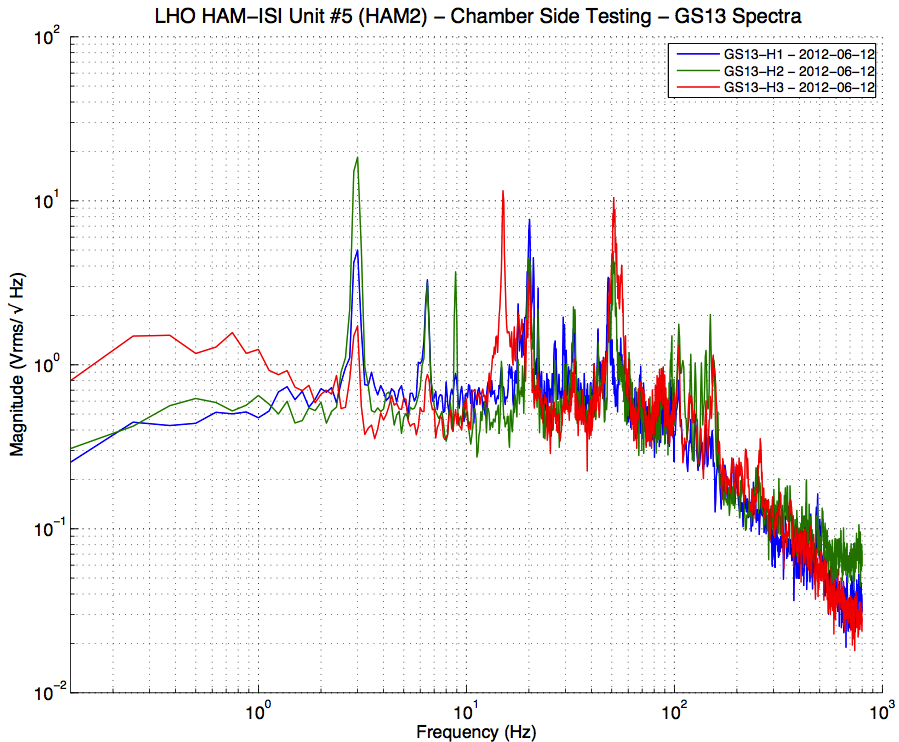 LHO HAM−ISI Unit #5 (HAM2) − Chamber Side Testing − GS13 Spectra
GS13−H1 − 2012−06−12
GS13−H2 − 2012−06−12
GS13−H3 − 2012−06−12
Magnitude (Vrms/ √ Hz)
10^2
10^1
10^0
10^−1
10^−2
10^0 10^1 10^2 10^3
Frequency (Hz)